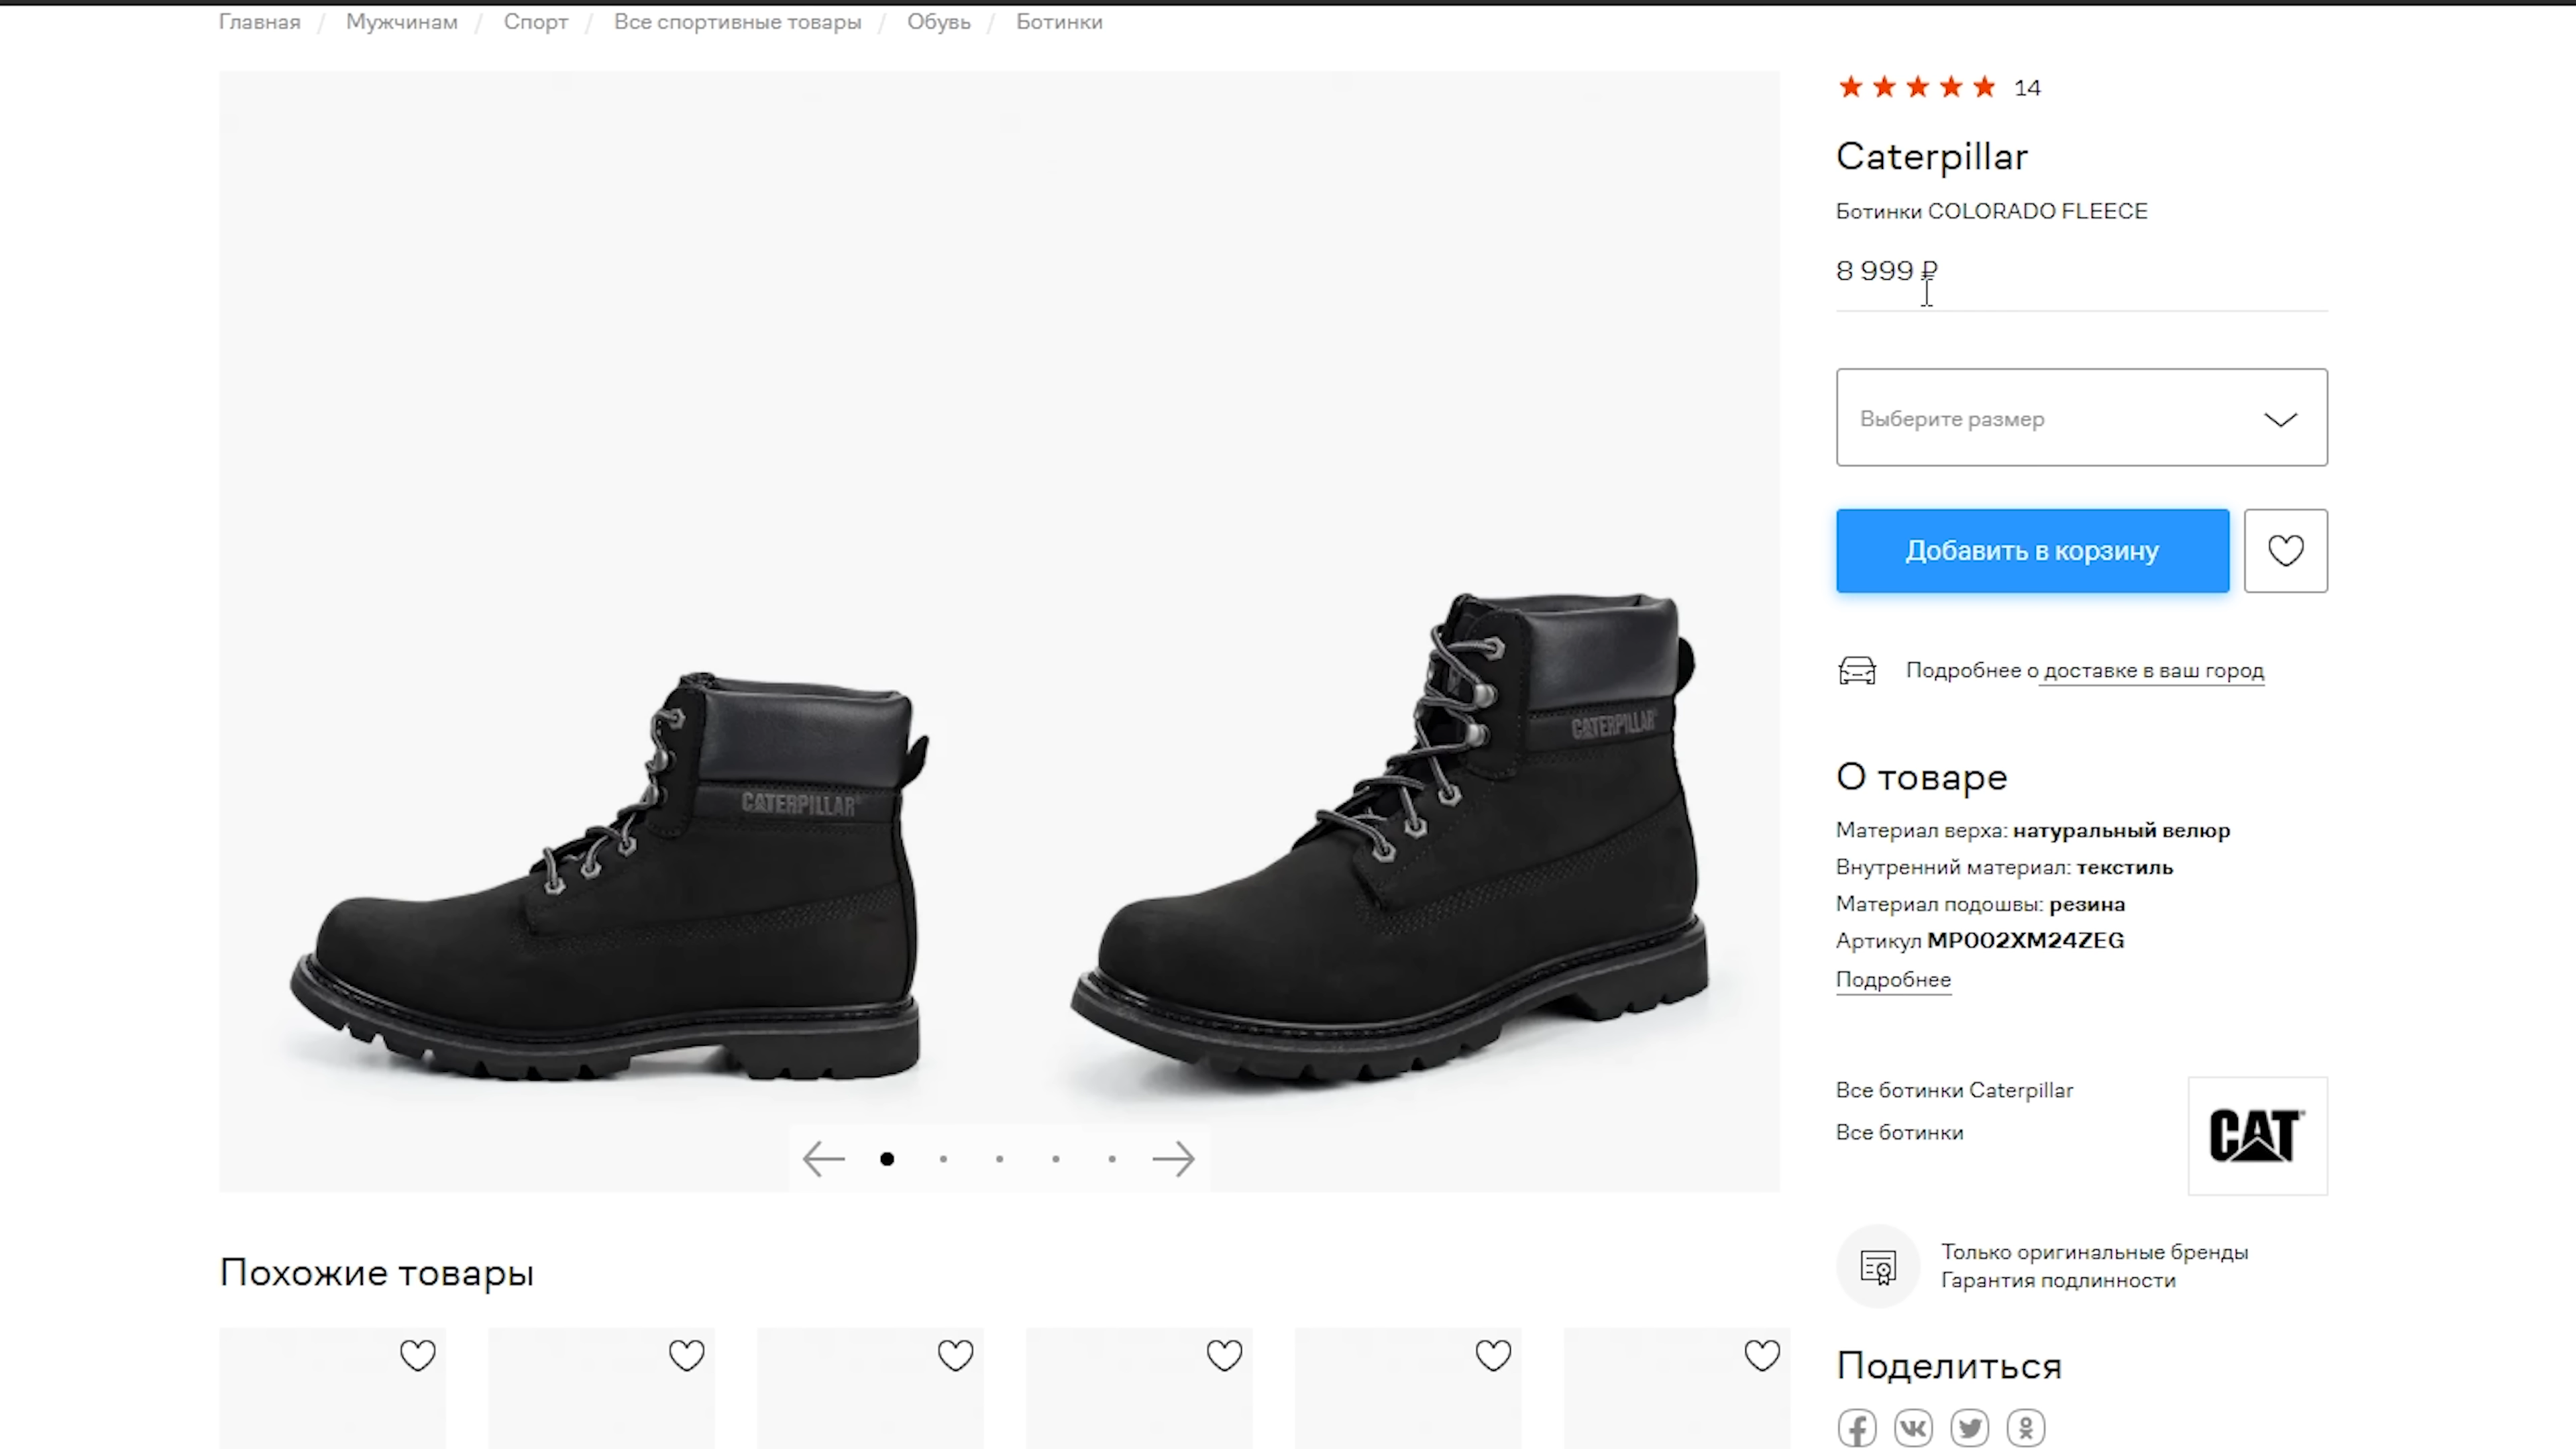 Главная / Мужчинам / Спорт / Все спортивные товары / Обувь / Ботинки
14
Caterpillar
Ботинки COLORADO FLEECE
8 999 ₽
Выберите размер
Добавить в корзину
Подробнее о доставке в ваш город
О товаре
Материал верха: натуральный велюр
Внутренний материал: текстиль
Материал подошвы: резина
Артикул MP002XM24ZEG
Подробнее
Все ботинки Caterpillar
Все ботинки
CAT
Только оригинальные бренды
Гарантия подлинности
Поделиться
CATERPILLAR
CATERPILLAR
Похожие товары